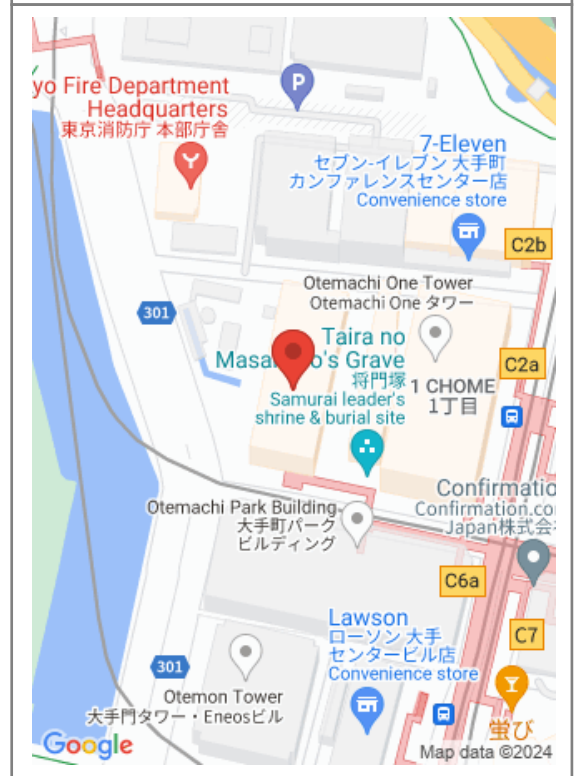 yo Fire Department
Headquarters
東京消防庁 本部庁舎
P
7-Eleven
セブン-イレブン 大手町
カンファレンスセンター店
Convenience store
C2b
Otemachi One Tower
Otemachi One タワー
301
Taira no
Masa o's Grave
将門塚
Samurai leader's
shrine & burial site
1 CHOME
1丁目
C2a
Confirmatio
Confirmation.co
Japan株式会
Otemachi Park Building
大手町パーク
ビルディング
C6a
Lawson
ローソン 大手
センタービル店
Convenience store
C7
301
Otemon Tower
大手門タワー・Eneosビル
蛍び
Google
Map data ©2024